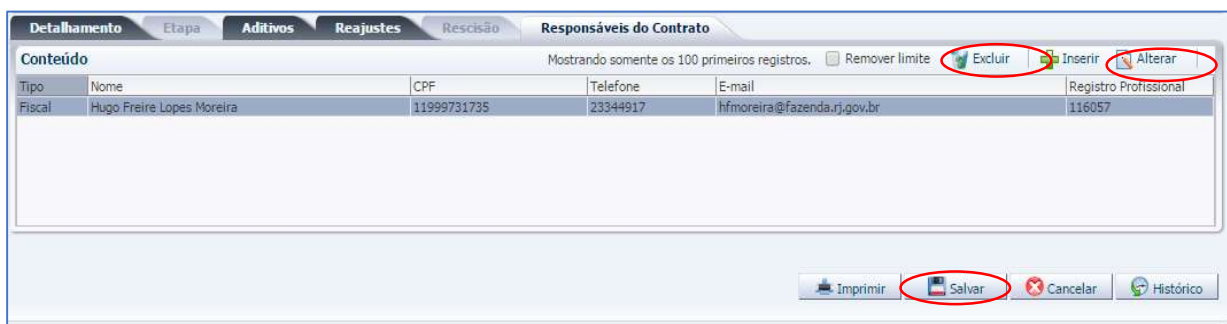 Detalhamento Etapa Aditivos Reajustes Rescisão Responsáveis do Contrato
Conteúdo Mostrando somente os 100 primeiros registros. Remover limite Excluir Inserir Alterar
Tipo Nome CPF Telefone E-mail Registro Profissional
Fiscal Hugo Freire Lopes Moreira 11999731735 23344917 hfmoreira@fazenda.rj.gov.br 116057
Imprimir Salvar Cancelar Histórico